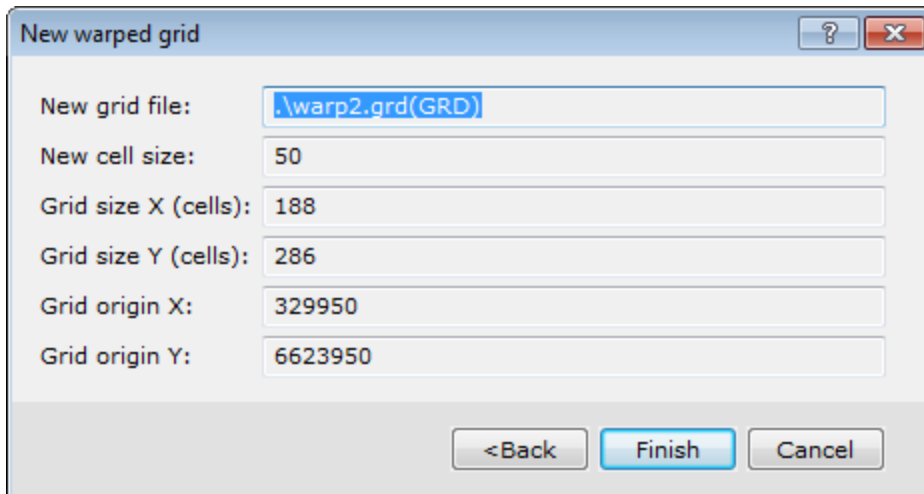 New warped grid
New grid file: .\warp2.grd(GRD)
New cell size: 50
Grid size X (cells): 188
Grid size Y (cells): 286
Grid origin X: 329950
Grid origin Y: 6623950
<Back Finish Cancel